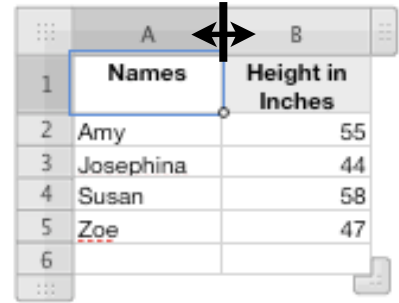 A B
1 Names Height in
Inches
2 Amy 55
3 Josephina 44
4 Susan 58
5 Zoe 47
6